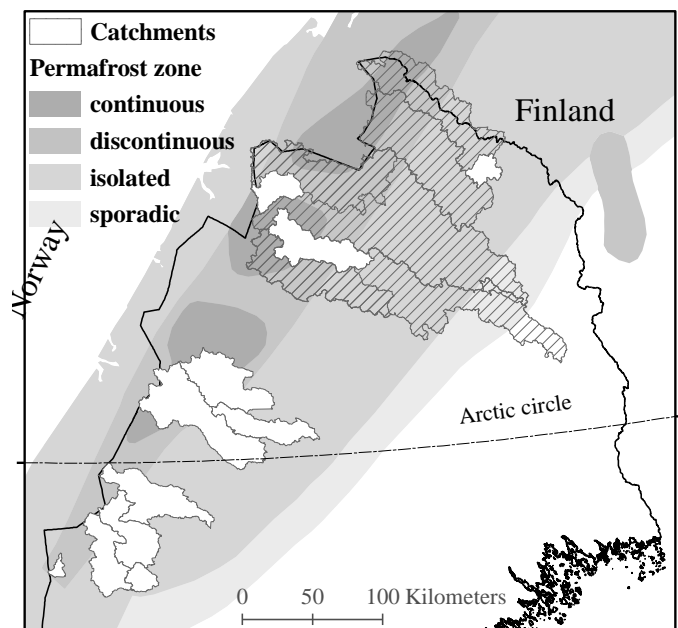 Catchments
Permafrost zone
continuous
discontinuous
isolated
sporadic
Finland
Norway
Arctic circle
0 50 100 Kilometers